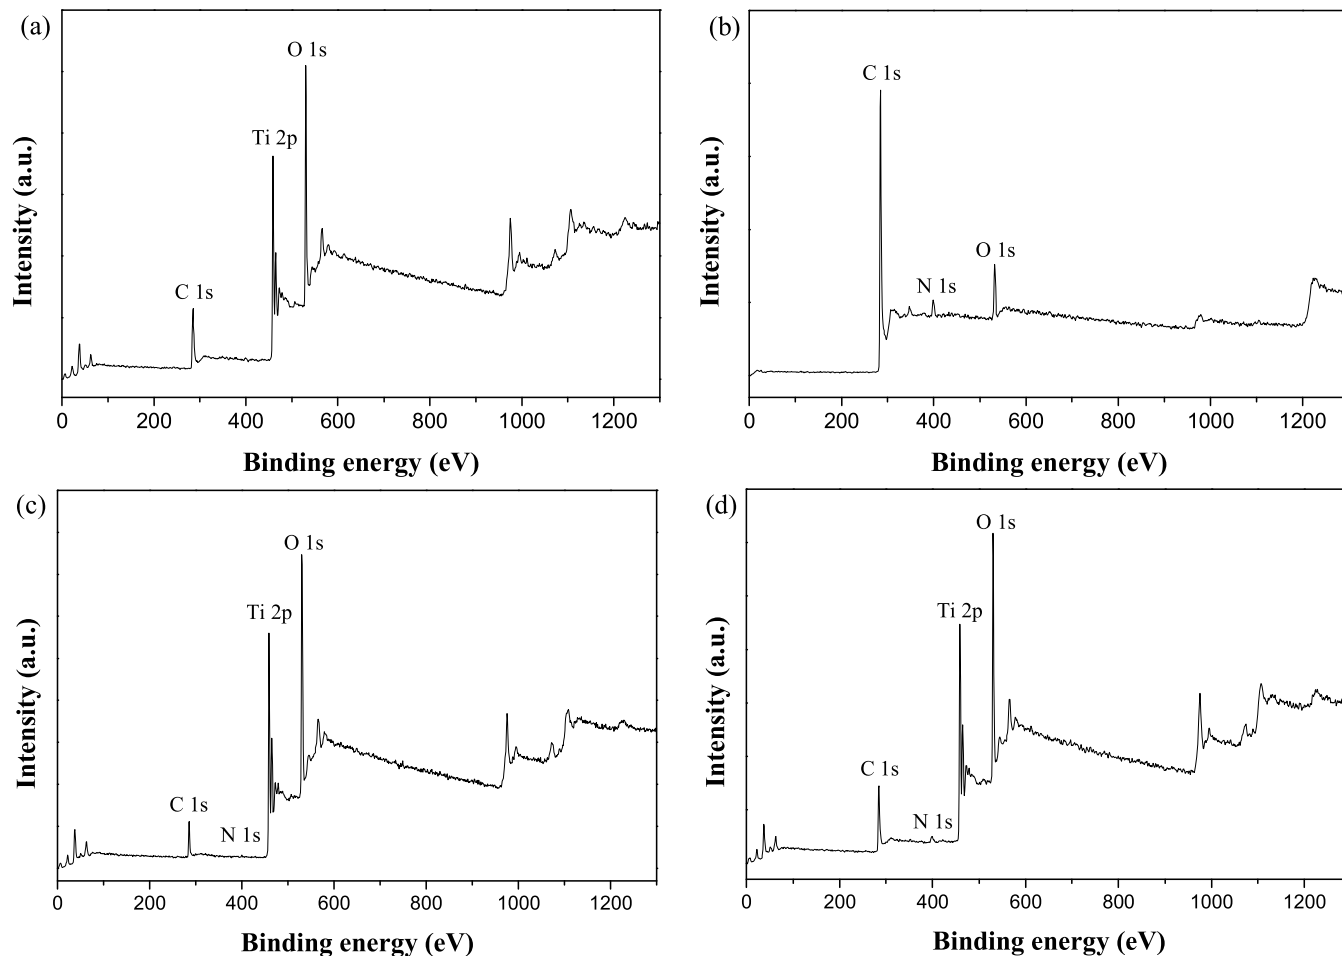 (a)
O 1s
Ti 2p
C 1s
Intensity (a.u.)
0 200 400 600 800 1000 1200
Binding energy (eV)
(b)
C 1s
O 1s
N 1s
Intensity (a.u.)
0 200 400 600 800 1000 1200
Binding energy (eV)
(c)
O 1s
Ti 2p
C 1s
N 1s
Intensity (a.u.)
0 200 400 600 800 1000 1200
Binding energy (eV)
(d)
O 1s
Ti 2p
C 1s
N 1s
Intensity (a.u.)
0 200 400 600 800 1000 1200
Binding energy (eV)